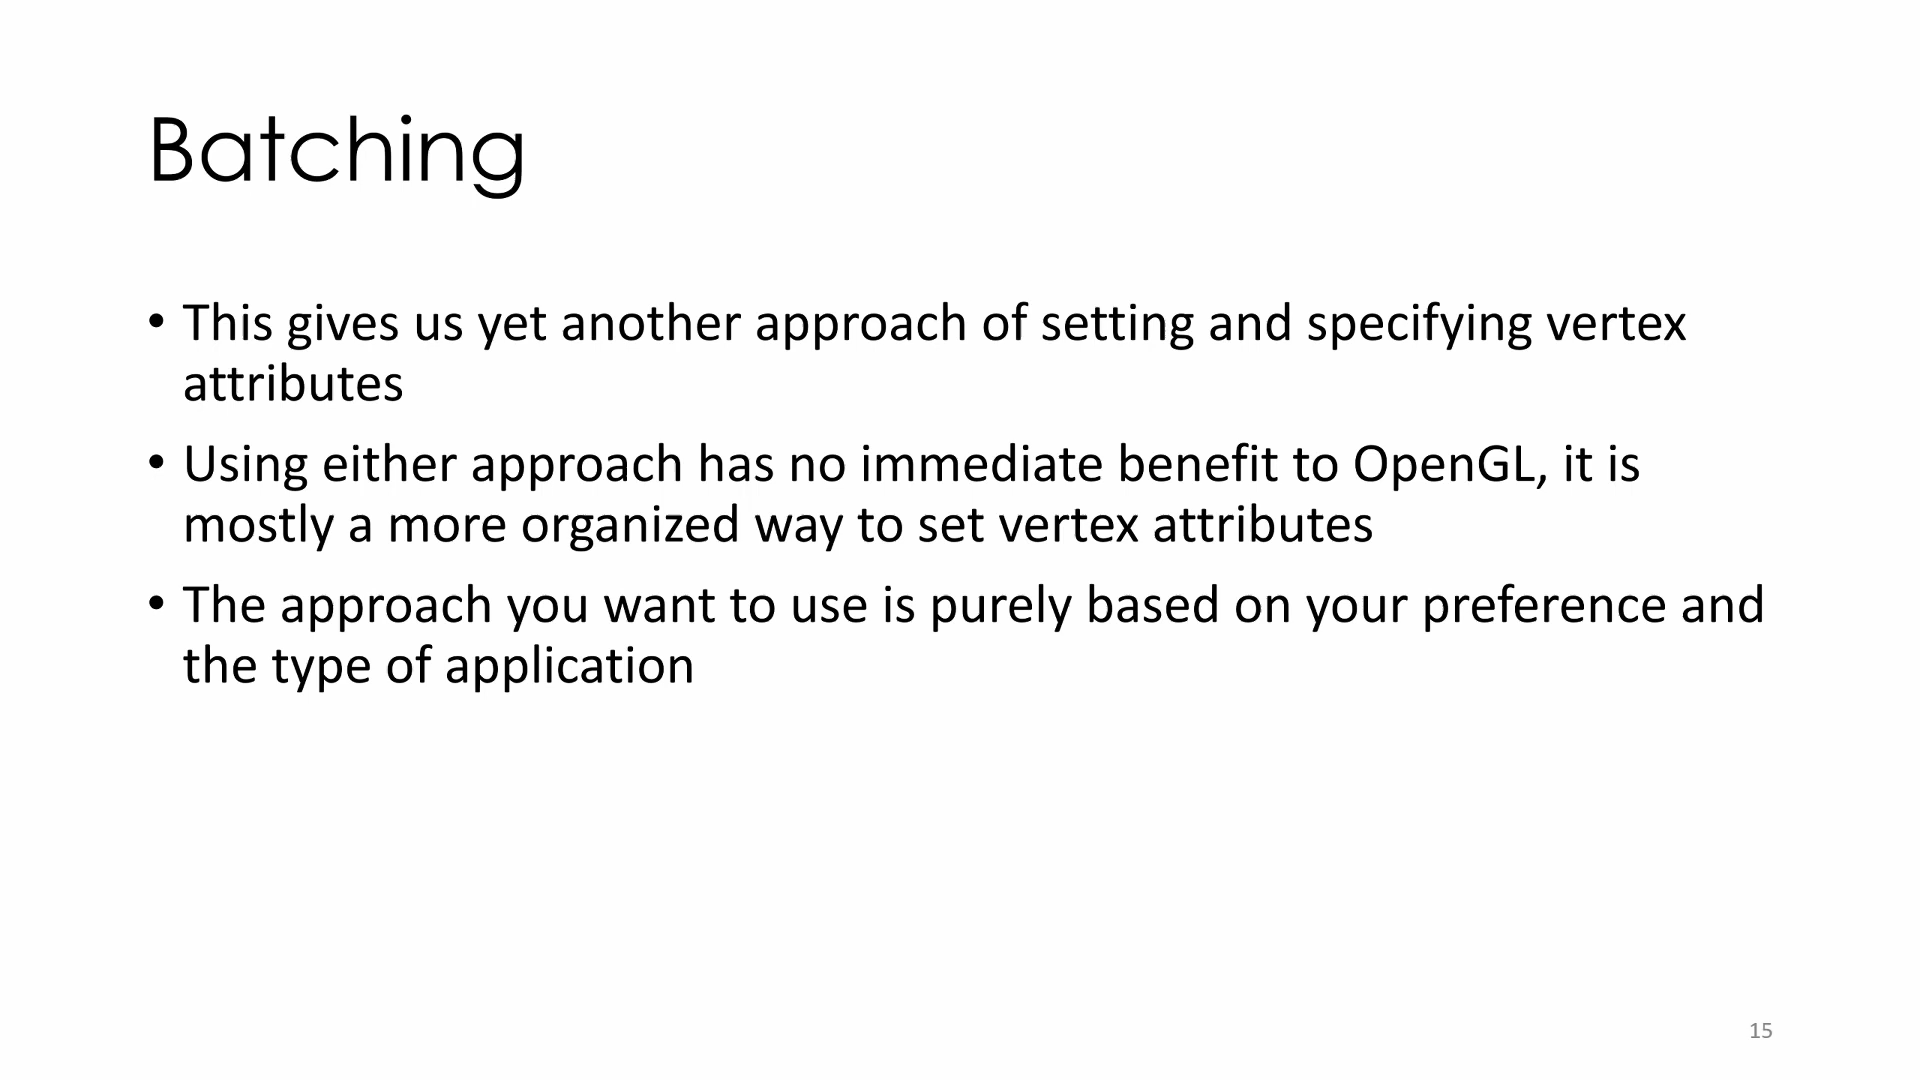 Batching
• This gives us yet another approach of setting and specifying vertex
attributes
• Using either approach has no immediate benefit to OpenGL, it is
mostly a more organized way to set vertex attributes
• The approach you want to use is purely based on your preference and
the type of application
15